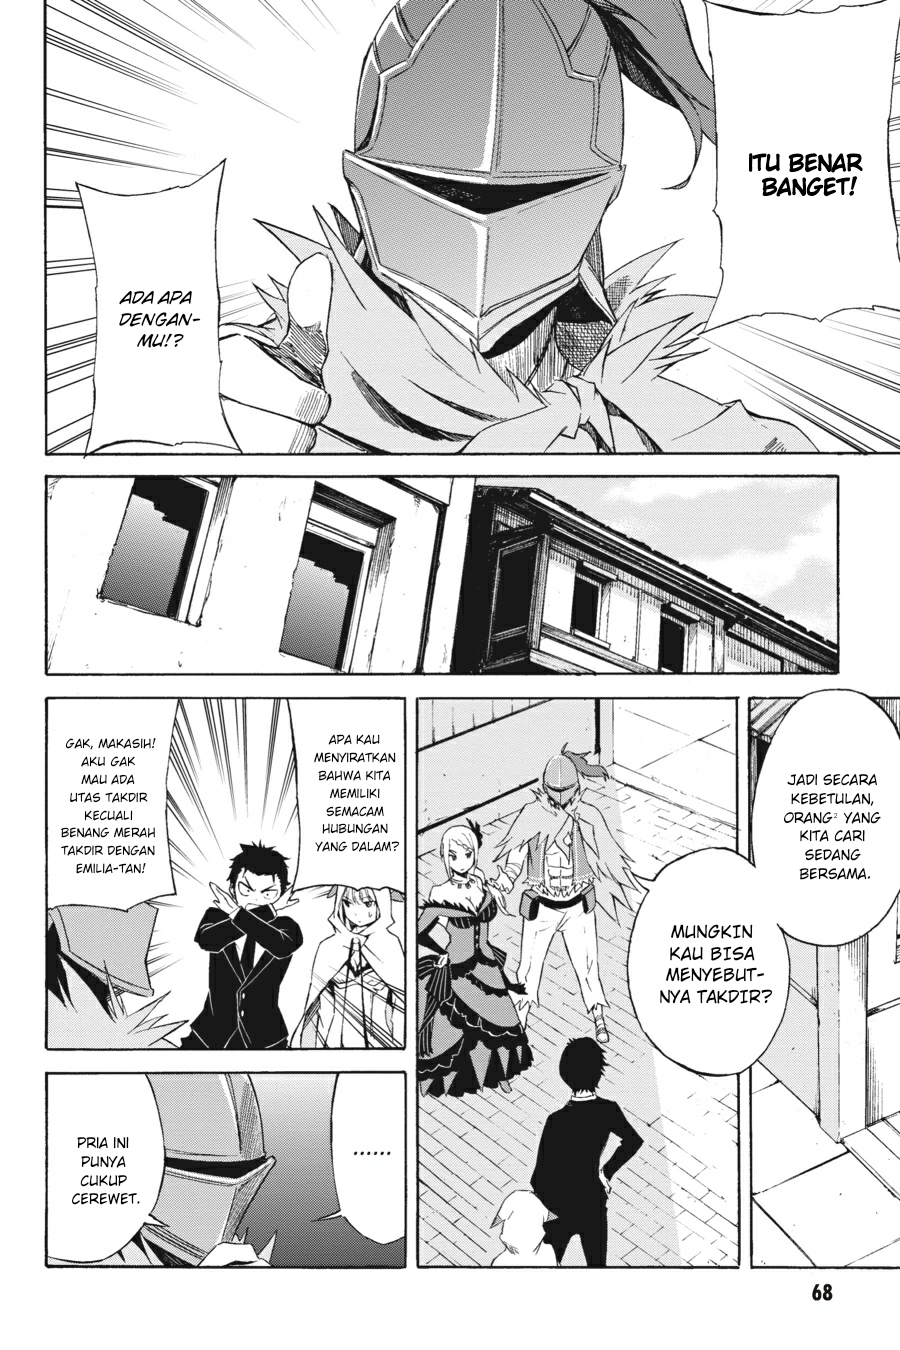 ITU BENAR
BANGET!
ADA APA
DENGAN-
MU!?
JADI SECARA
KEBETULAN,
ORANG² YANG
KITA CARI
SEDANG
BERSAMA.
MUNGKIN
KAU BISA
MENYEBUT-
NYA TAKDIR?
APA KAU
MENYIRATKAN
BAHWA KITA
MEMILIKI
SEMACAM
HUBUNGAN
YANG DALAM?
GAK, MAKASIH!
AKU GAK
MAU ADA
UTAS TAKDIR
KECUALI
BENANG MERAH
TAKDIR DENGAN
EMILIA-TAN!
......
PRIA INI
PUNYA
CUKUP
CEREWET.
68